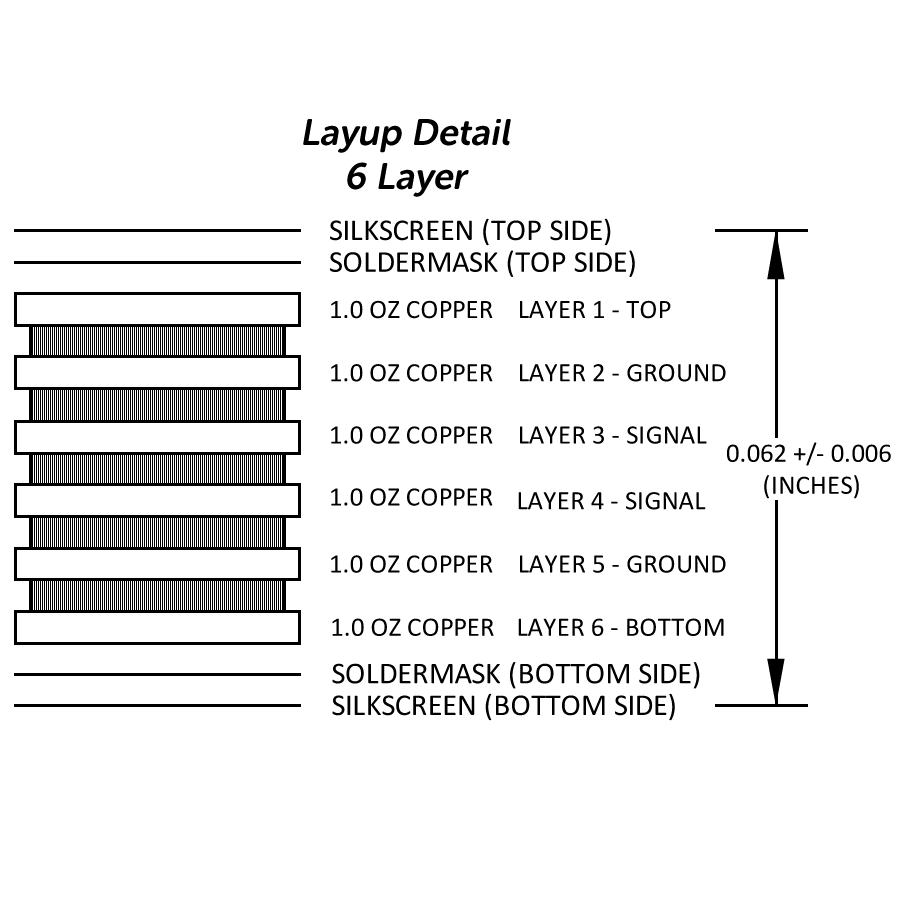 Layup Detail
6 Layer
SILKSCREEN (TOP SIDE)
SOLDERMASK (TOP SIDE)
1.0 OZ COPPER LAYER 1 - TOP
1.0 OZ COPPER LAYER 2 - GROUND
1.0 OZ COPPER LAYER 3 - SIGNAL
0.062 +/- 0.006
(INCHES)
1.0 OZ COPPER LAYER 4 - SIGNAL
1.0 OZ COPPER LAYER 5 - GROUND
1.0 OZ COPPER LAYER 6 - BOTTOM
SOLDERMASK (BOTTOM SIDE)
SILKSCREEN (BOTTOM SIDE)